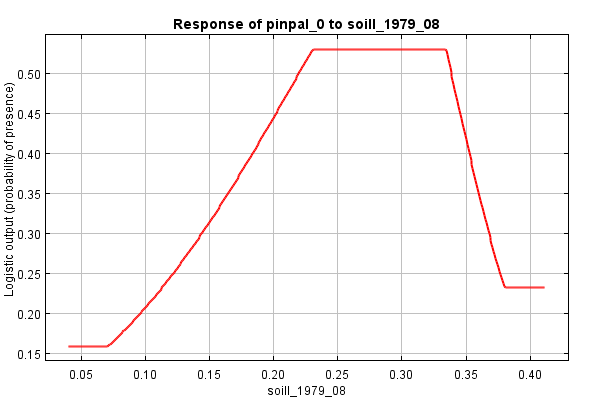 Response of pinpal_0 to soill_1979_08
Logistic output (probability of presence)
0.50
0.45
0.40
0.35
0.30
0.25
0.20
0.15
0.05 0.10 0.15 0.20 0.25 0.30 0.35 0.40
soill_1979_08